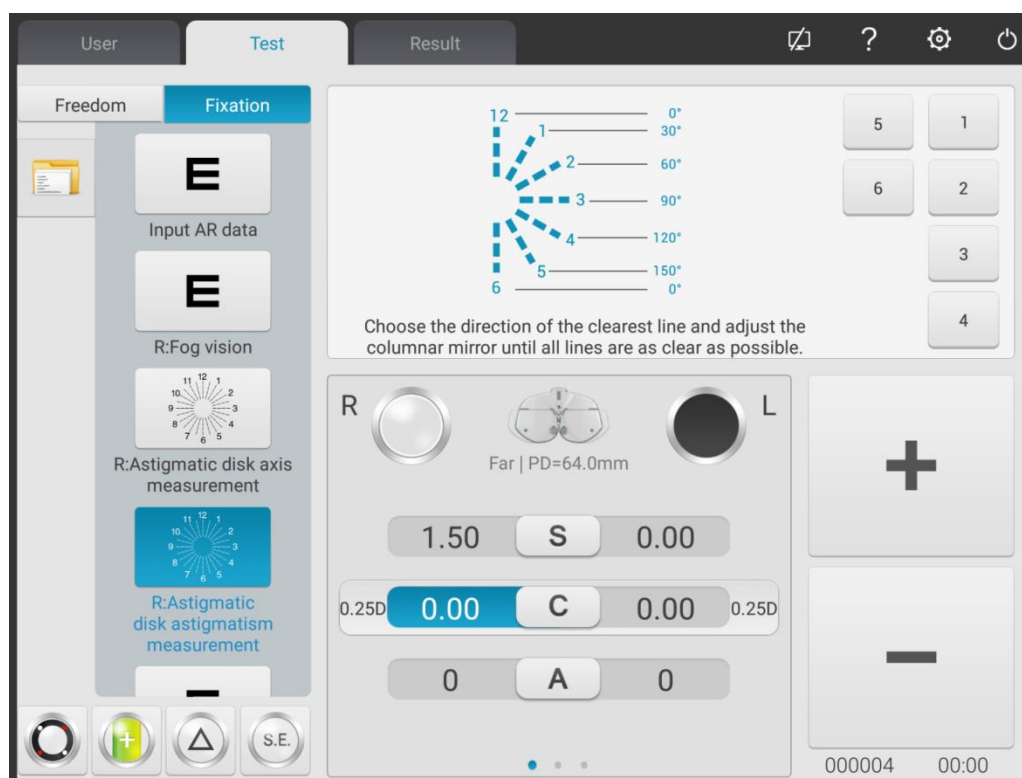 User
Test
Result
?
Freedom
Fixation
E
Input AR data
E
R:Fog vision
11 12 1
10 2
9 3
8 4
7 6 5
R:Astigmatic disk axis
measurement
11 12 1
10 2
9 3
8 4
7 6 5
R:Astigmatic
disk astigmatism
measurement
S.E.
12 0°
1 30°
2 60°
3 90°
4 120°
5 150°
6 0°
Choose the direction of the clearest line and adjust the
columnar mirror until all lines are as clear as possible.
5 1
6 2
3
4
R L
Far | PD=64.0mm
1.50 S 0.00
0.25D 0.00 C 0.00 0.25D
0 A 0
+
−
000004 00:00